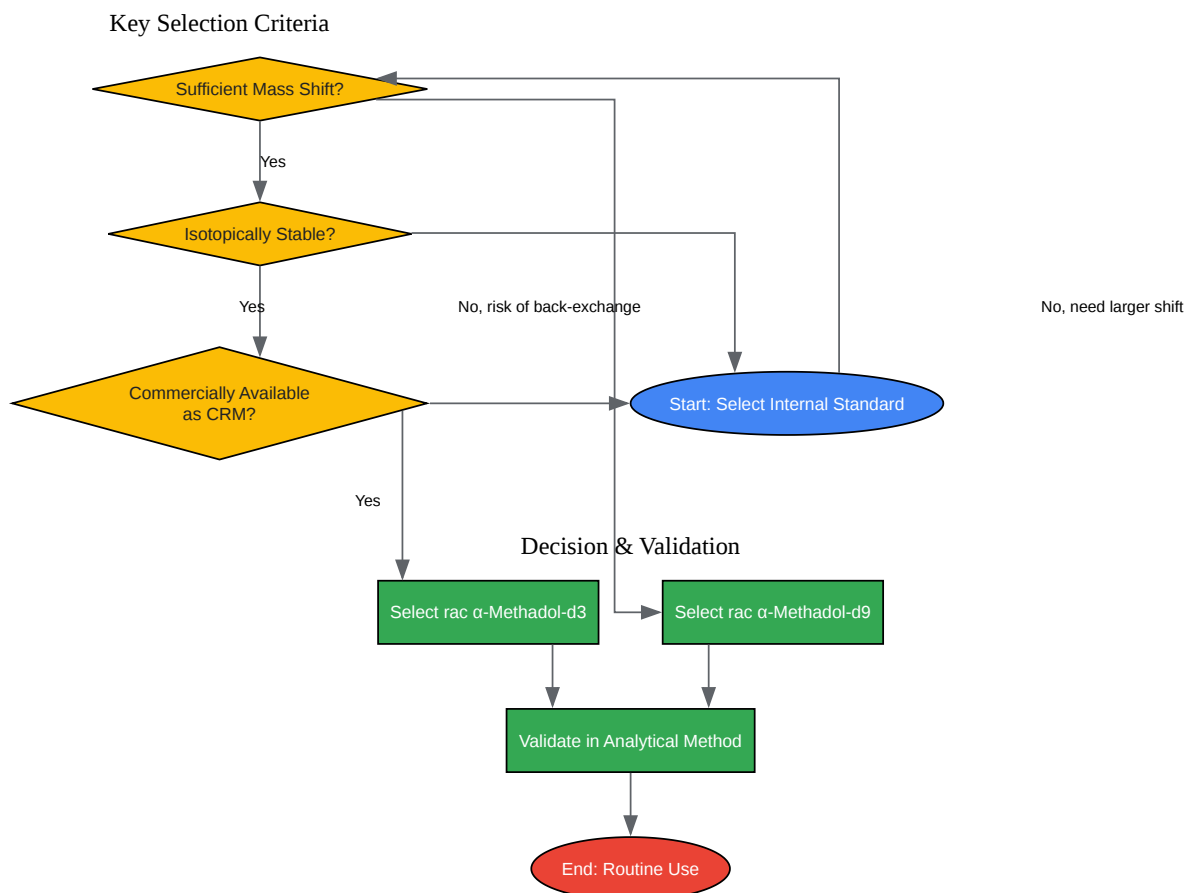 Key Selection Criteria
Sufficient Mass Shift?
Yes
Isotopically Stable?
Yes
No, risk of back-exchange
No, need larger shift
Commercially Available
as CRM?
Start: Select Internal Standard
Yes
Decision & Validation
Select rac α-Methadol-d3
Select rac α-Methadol-d9
Validate in Analytical Method
End: Routine Use